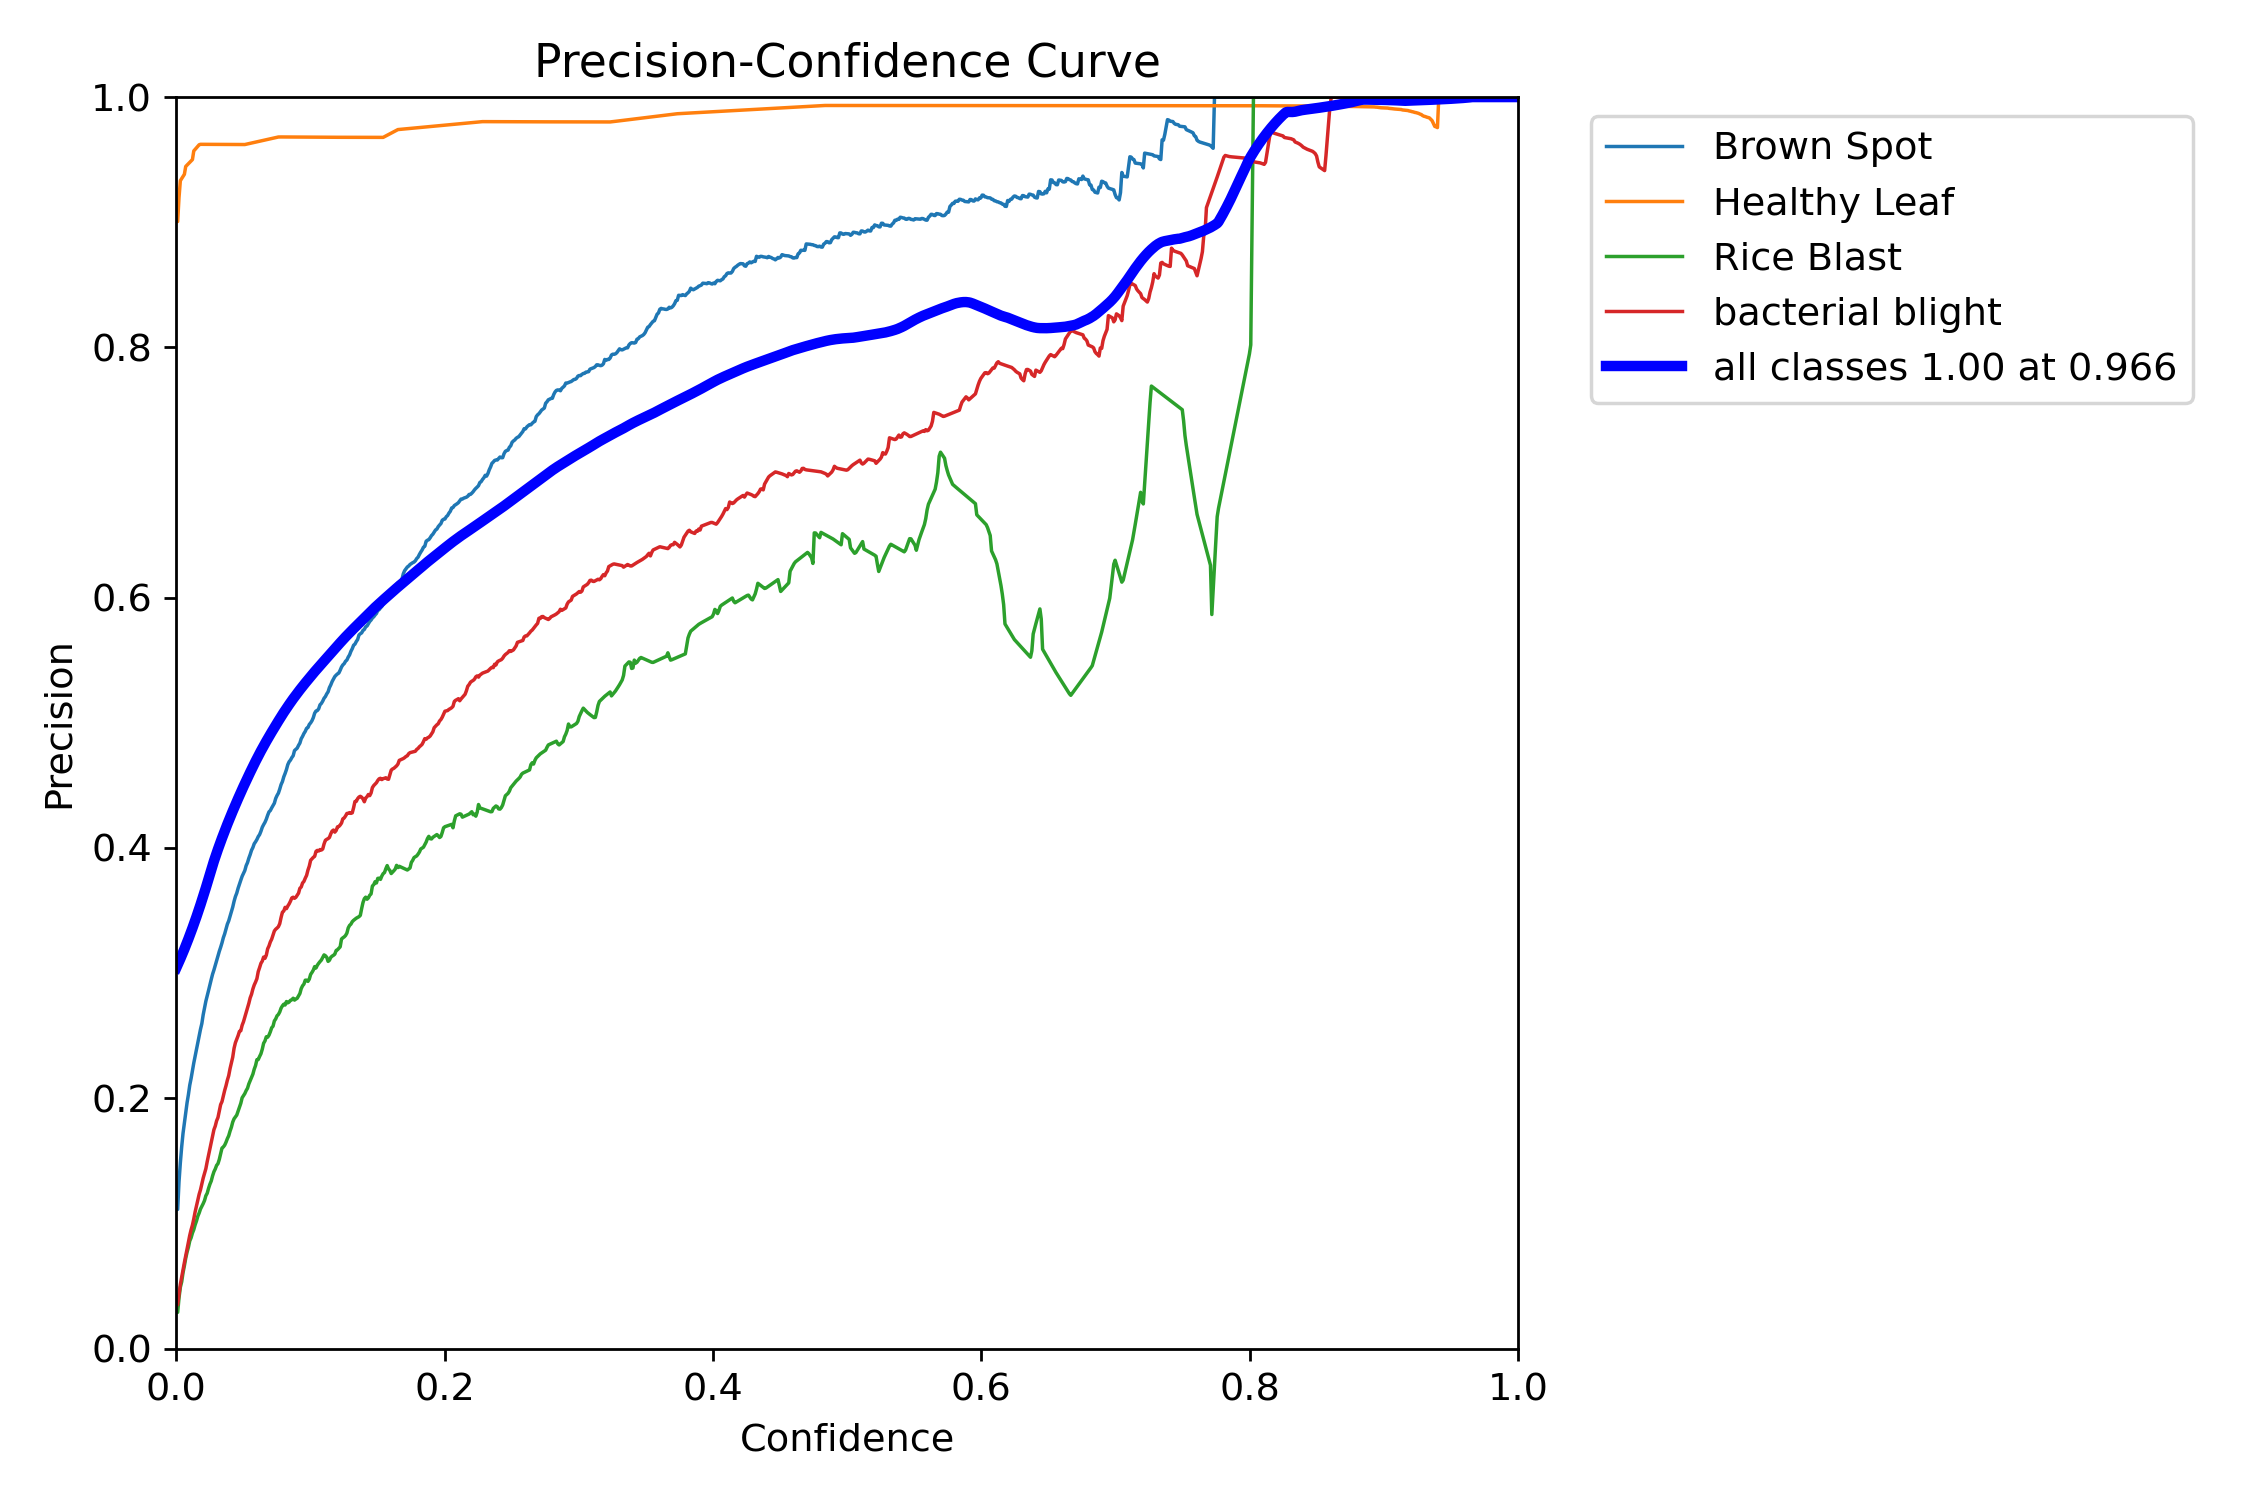 Precision-Confidence Curve
1.0
0.8
0.6
0.4
0.2
0.0
Precision
0.0 0.2 0.4 0.6 0.8 1.0
Confidence
Brown Spot
Healthy Leaf
Rice Blast
bacterial blight
all classes 1.00 at 0.966